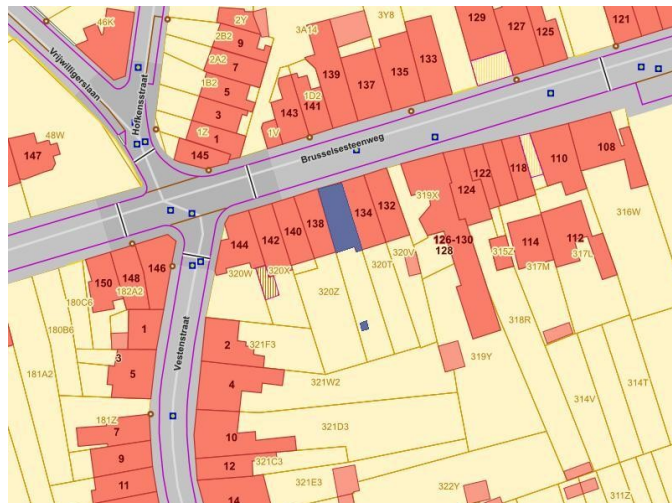 46K
2Y
3A14
3Y8
129
127
125
121
2B2
9
2A2
7
139
133
135
137
1B2
5
1D2
141
143
3
1Z
1
1V
145
Vrijwilligerslaan
Hofkensstraat
48W
147
Brusselsesteenweg
108
110
118
122
124
319X
132
134
138
140
142
144
126-130
128
316W
320W
320X
320V
320T
320Z
315Z
114
112
317M
317L
146
148
150
182A2
180C6
180B6
181A2
318R
1
3
5
Vestenstraat
2
321F3
4
321W2
319Y
314V
314T
181Z
7
9
11
10
321D3
12
321C3
14
321E3
322Y
311Z